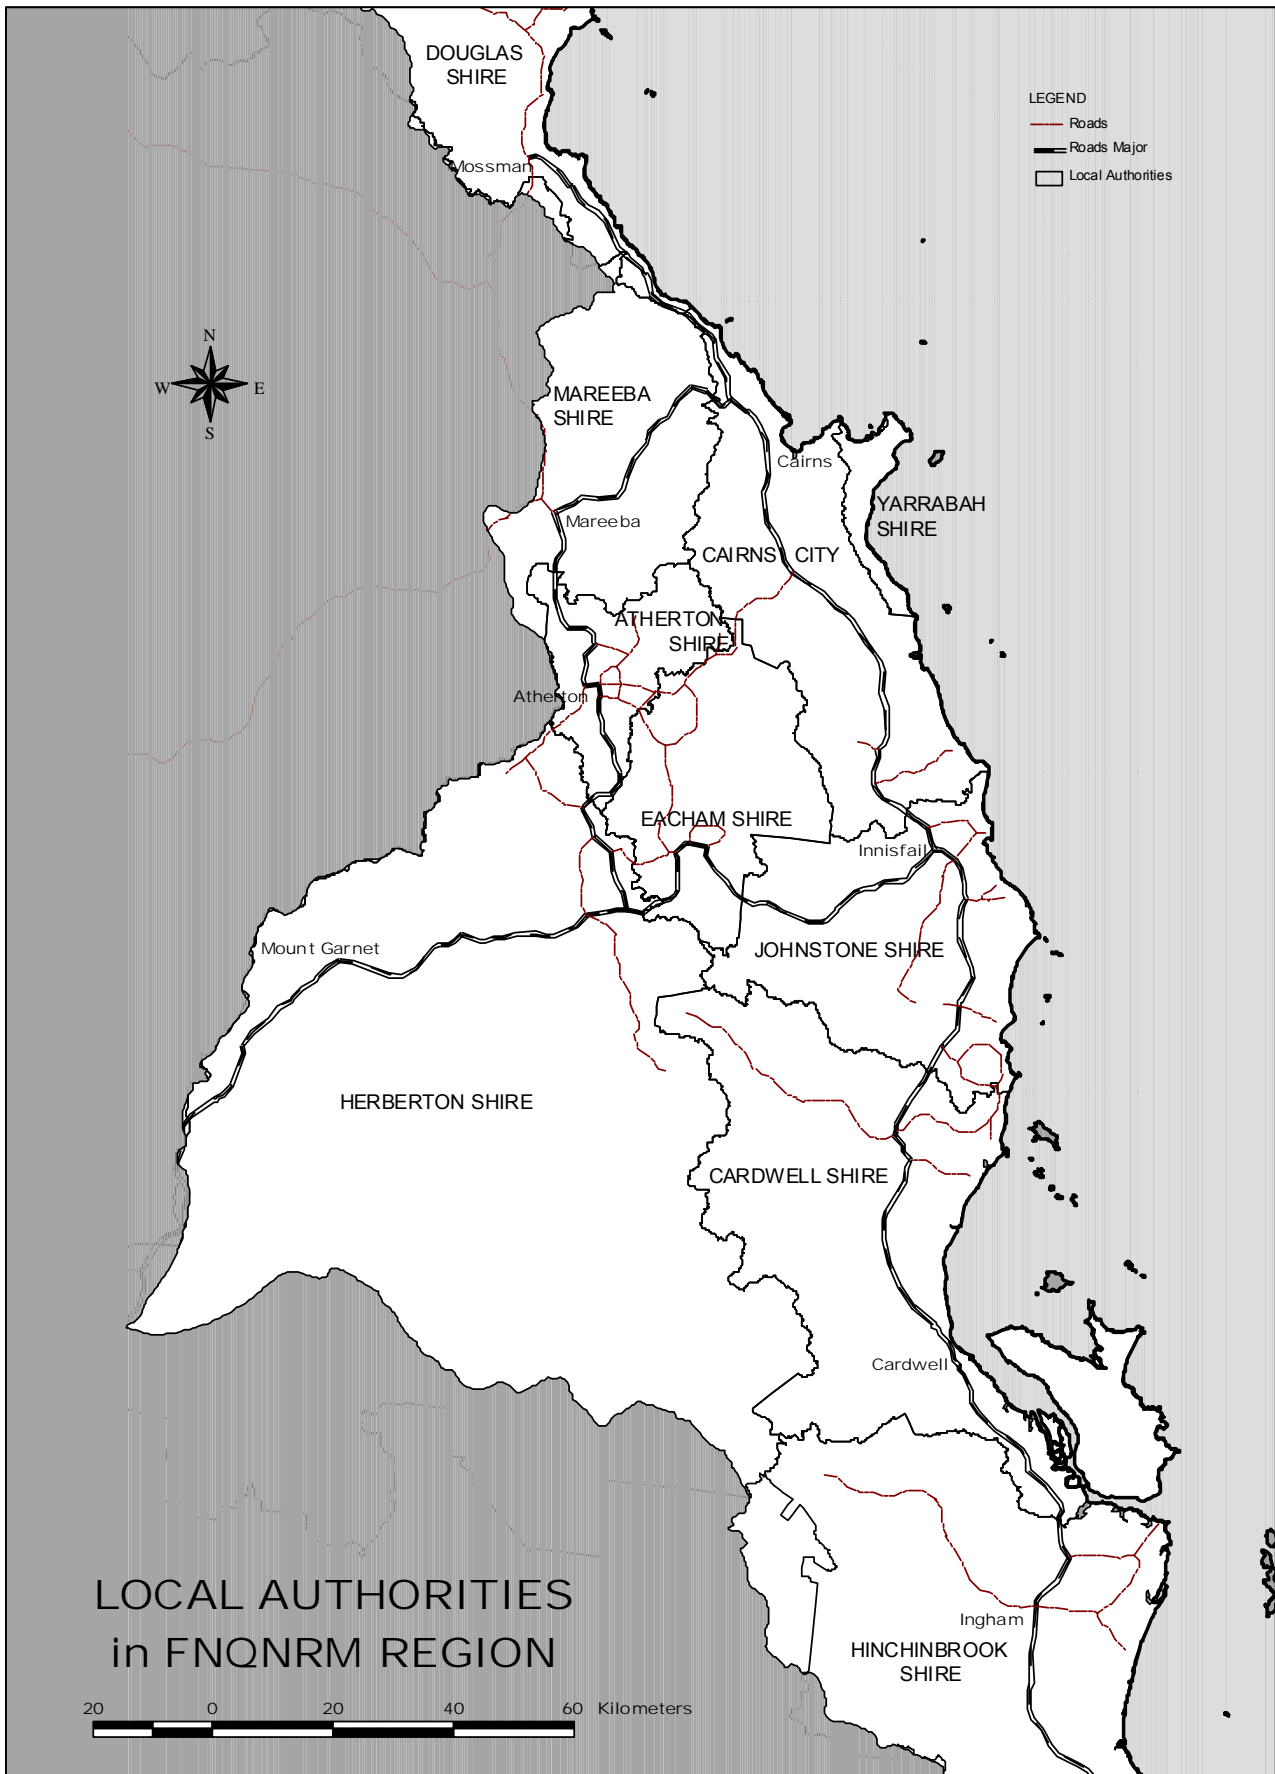 DOUGLAS
SHIRE
LEGEND
Roads
Roads Major
Local Authorities
Mossman
N
W
E
S
MAREEBA
SHIRE
Cairns
YARRABAH
SHIRE
Mareeba
CAIRNS CITY
ATHERTON
SHIRE
Atherton
EACHAM SHIRE
Innisfail
Mount Garnet
JOHNSTONE SHIRE
HERBERTON SHIRE
CARDWELL SHIRE
Cardwell
Ingham
HINCHINBROOK
SHIRE
LOCAL AUTHORITIES
in FNQNRM REGION
20 0 20 40 60 Kilometers